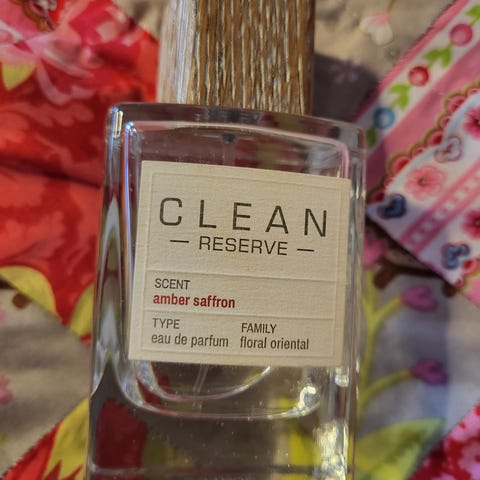 CLEAN
— RESERVE —
SCENT
amber saffron
TYPE FAMILY
eau de parfum floral oriental